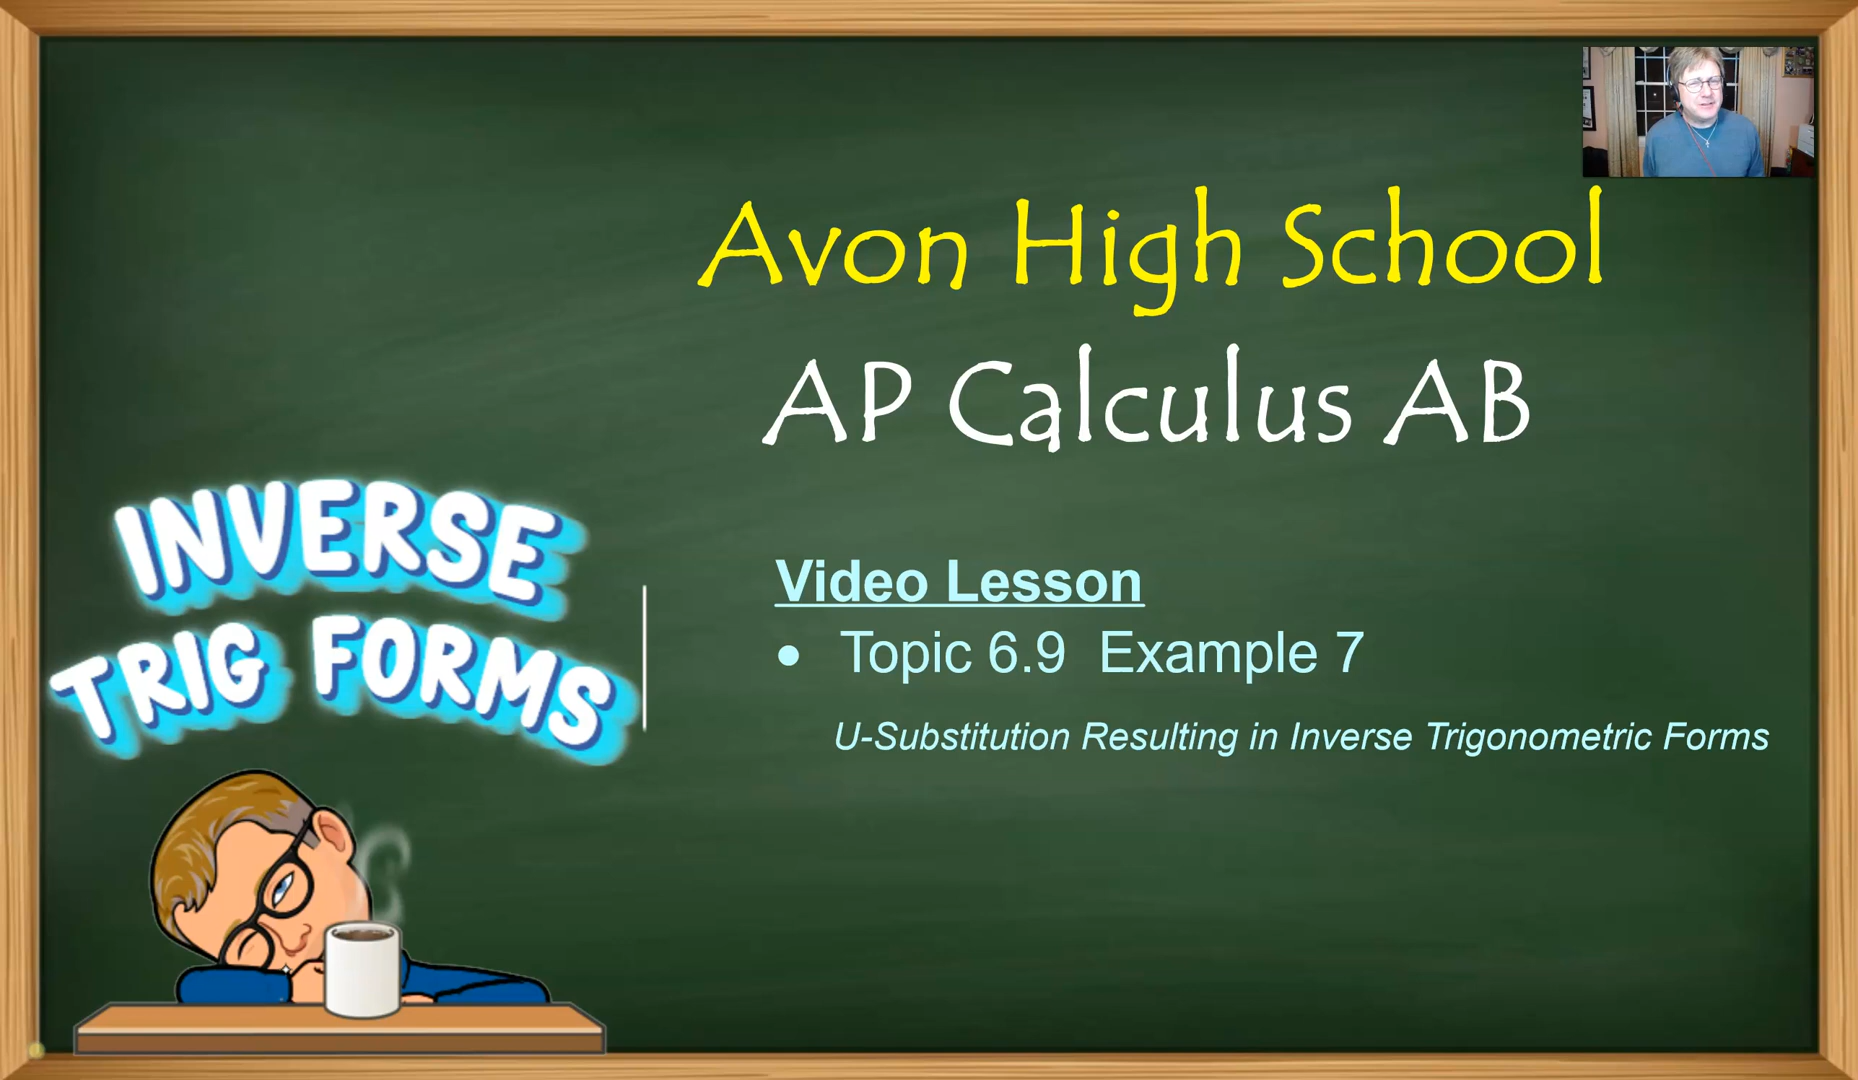 Avon High School
AP Calculus AB
INVERSE
TRIG FORMS
Video Lesson
• Topic 6.9 Example 7
U-Substitution Resulting in Inverse Trigonometric Forms